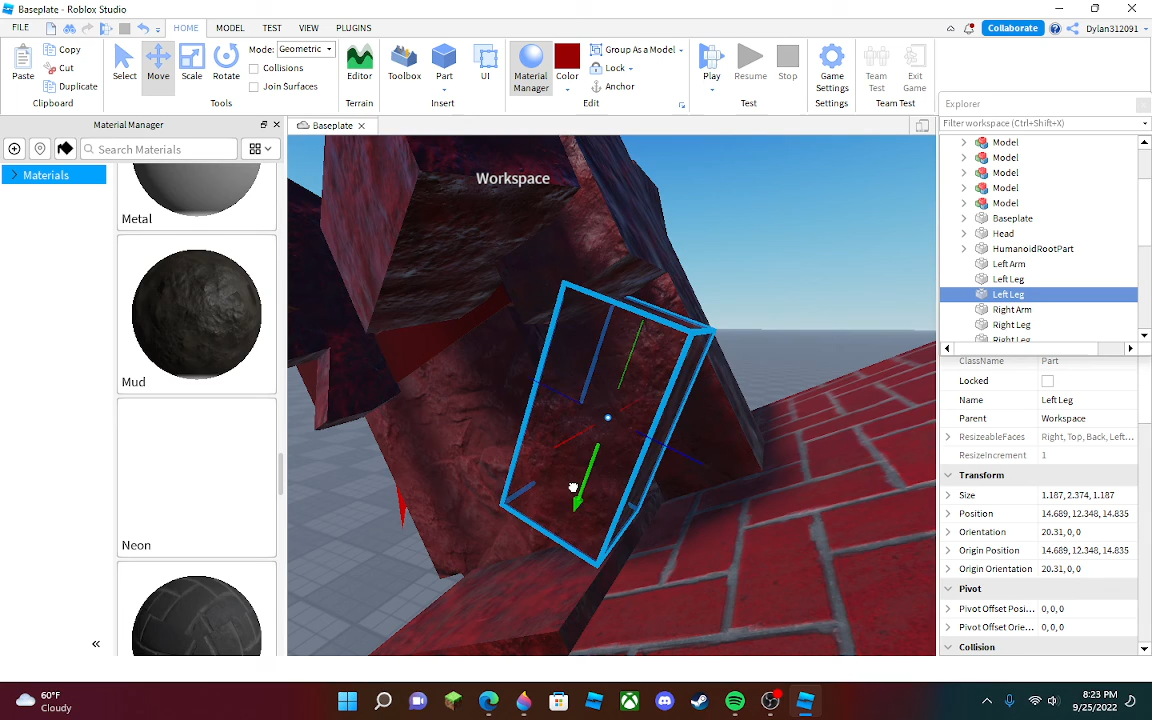 Baseplate - Roblox Studio
FILE
HOME
MODEL
TEST
VIEW
PLUGINS
Collaborate
Dylan312091
Paste
Copy
Cut
Duplicate
Clipboard
Select
Move
Scale
Rotate
Mode: Geometric
Collisions
Join Surfaces
Tools
Editor
Terrain
Toolbox
Part
UI
Insert
Material Manager
Color
Group As a Model
Lock
Anchor
Edit
Play
Resume
Stop
Test
Game Settings
Settings
Team Test
Exit Game
Team Test
Material Manager
Search Materials
Materials
Metal
Mud
Neon
Baseplate
Workspace
Explorer
Filter workspace (Ctrl+Shift+X)
Model
Model
Model
Model
Model
Baseplate
Head
HumanoidRootPart
Left Arm
Left Leg
Left Leg
Right Arm
Right Leg
Right Leg
ClassName Part
Locked
Name Left Leg
Parent Workspace
ResizeableFaces Right, Top, Back, Left...
ResizeIncrement 1
Transform
Size 1.187, 2.374, 1.187
Position 14.689, 12.348, 14.835
Orientation 20.31, 0, 0
Origin Position 14.689, 12.348, 14.835
Origin Orientation 20.31, 0, 0
Pivot
Pivot Offset Posi... 0, 0, 0
Pivot Offset Orie... 0, 0, 0
Collision
60°F
Cloudy
8:23 PM
9/25/2022